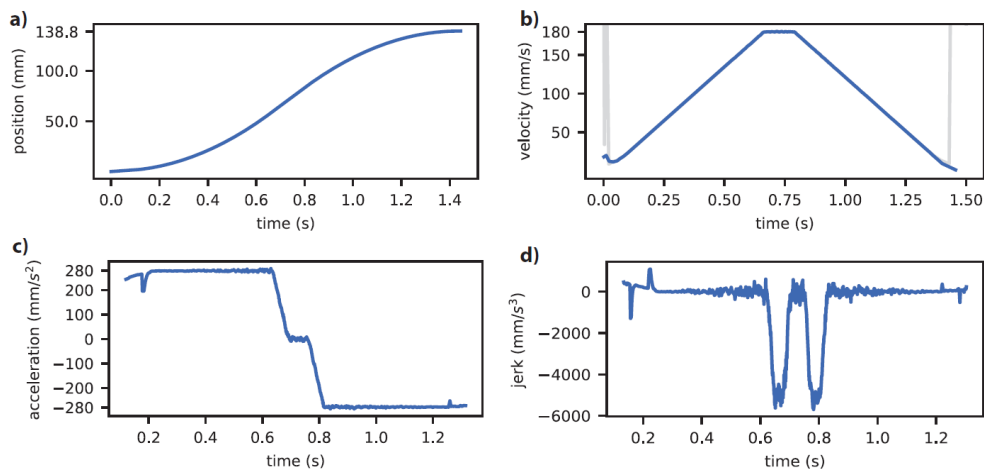 a)
138.8
100.0
50.0
position (mm)
0.0 0.2 0.4 0.6 0.8 1.0 1.2 1.4
time (s)
b)
180
150
100
50
velocity (mm/s)
0.00 0.25 0.50 0.75 1.00 1.25 1.50
time (s)
c)
280
200
100
0
−100
−200
−280
acceleration (mm/s²)
0.2 0.4 0.6 0.8 1.0 1.2
time (s)
d)
0
−2000
−4000
−6000
jerk (mm/s³)
0.2 0.4 0.6 0.8 1.0 1.2
time (s)